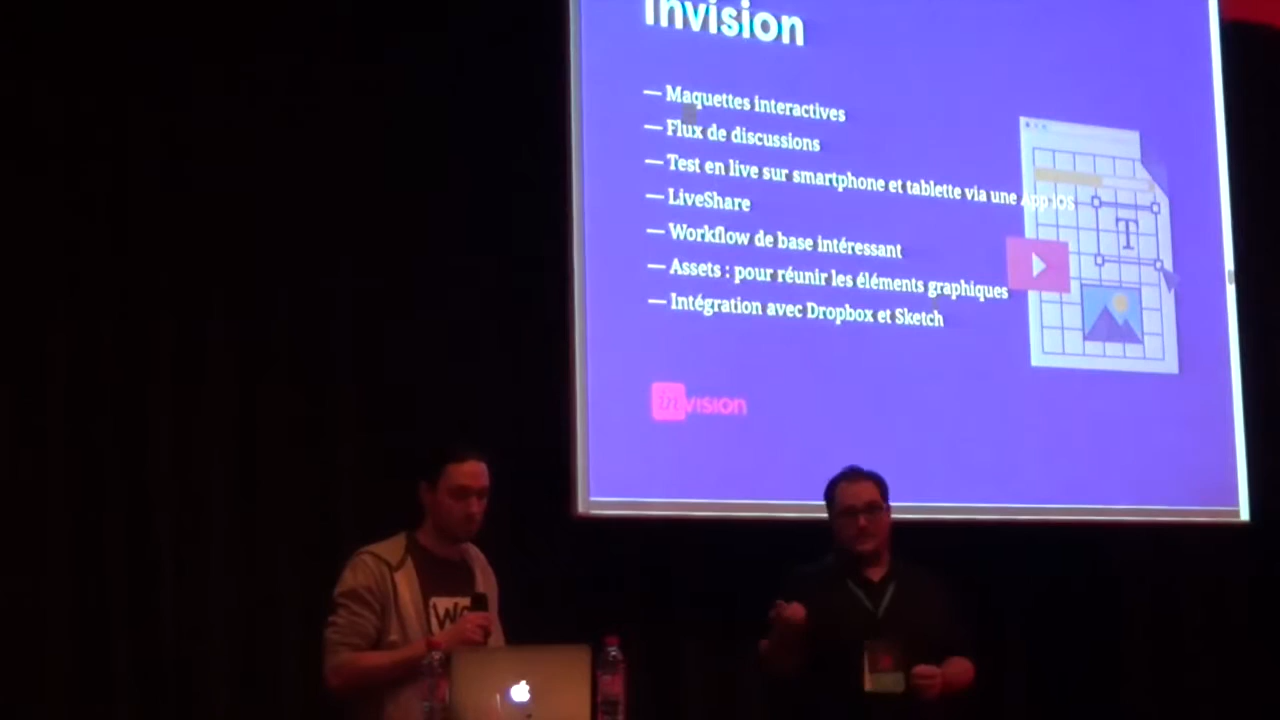 Invision
— Maquettes interactives
— Flux de discussions
— Test en live sur smartphone et tablette via une App iOS
— LiveShare
— Workflow de base intéressant
— Assets : pour réunir les éléments graphiques
— Intégration avec Dropbox et Sketch
T
invision